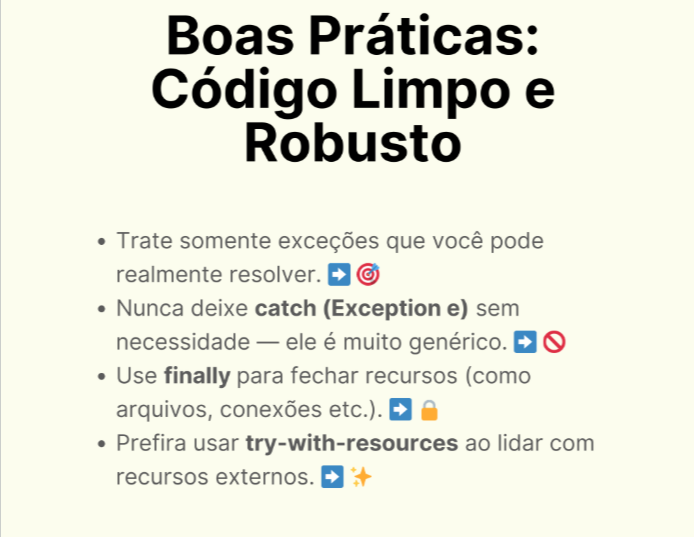 Boas Práticas:
Código Limpo e
Robusto
• Trate somente exceções que você pode
realmente resolver. ➡️ 🎯
• Nunca deixe catch (Exception e) sem
necessidade — ele é muito genérico. ➡️ 🚫
• Use finally para fechar recursos (como
arquivos, conexões etc.). ➡️ 🔒
• Prefira usar try-with-resources ao lidar com
recursos externos. ➡️ ✨